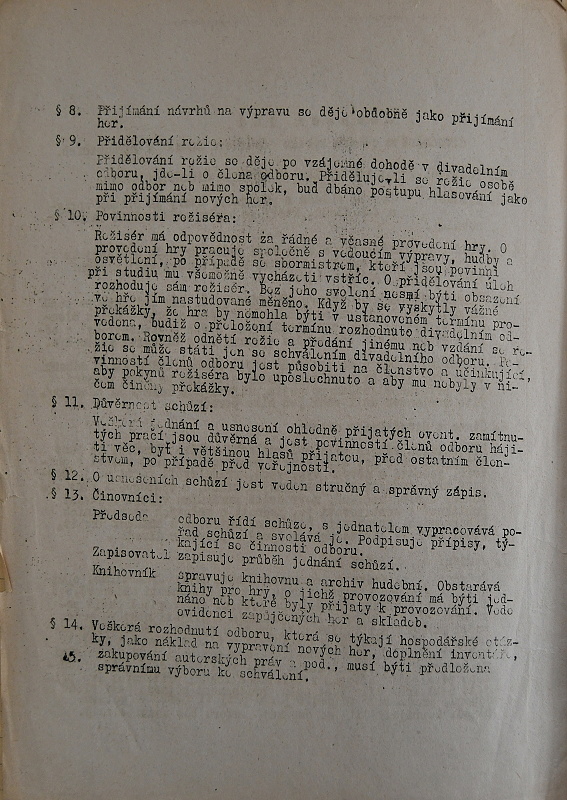 § 8. Přijímání návrhů na výpravu se děje obdobně jako přijímání
her.
§ 9. Přidělování režie:
Přidělování režie se děje po vzájemné dohodě v divadelním
odboru, jde-li o člena odboru. Přiděluje-li se režie osobě
mimo odbor neb mimo spolek, buď dbáno postupu hlasování jako
při přijímání nových her.
§ 10. Povinnosti režiséra:
Režisér má odpovědnost za řádné a včasné provedení hry. O
provedení hry pracuje společně s vedoucím výpravy, hudby a
osvětlení, po případě se sbormistrem, kteří jsou povinni
při studiu mu všemožně vycházeti vstříc. O přidělování úloh
rozhoduje sám režisér. Bez jeho svolení nesmí býti obsazení
ve hře jím nastudované měněno. Když by se vyskytly vážné
překážky, že hra by nemohla býti v ustanoveném termínu pro-
vedena, budiž o přeložení termínu rozhodnuto divadelním od-
borem. Rovněž odnětí režie a předání jinému neb vzdání se re-
žie se může státi jen se schválením divadelního odboru. Po-
vinností členů odboru jest působiti na členstvo a účinkující,
aby pokynů režiséra bylo uposlechnuto a aby mu nebyly v ni-
čem činěny překážky.
§ 11. Důvěrnost schůzí:
Veškerá jednání a usnesení ohledně přijatých event. zamítnu-
tých prací jsou důvěrná a jest povinností členů odboru háji-
ti věc, byť i většinou hlasů přijatou, před ostatním člen-
stvem, po případě před veřejností.
§ 12. O usneseních schůzí jest veden stručný a správný zápis.
§ 13. Činovníci:
Předseda odboru řídí schůze, s jednatelem vypracovává po-
řad schůzí a svolává je. Podpisuje přípisy, tý-
kající se činnosti odboru.
Zapisovatel zapisuje průběh jednání schůzí.
Knihovník spravuje knihovnu a archiv hudební. Obstarává
knihy pro hry, o jichž provozování má býti jed-
náno neb které byly přijaty k provozování. Vede
evidenci zapůjčených her a skladeb.
§ 14. Veškerá rozhodnutí odboru, která se týkají hospodářské otáz-
ky, jako náklad na vypravení nových her, doplnění inventáře,
15. zakupování autorských práv a pod., musí býti předložena
správnímu výboru ke schválení.